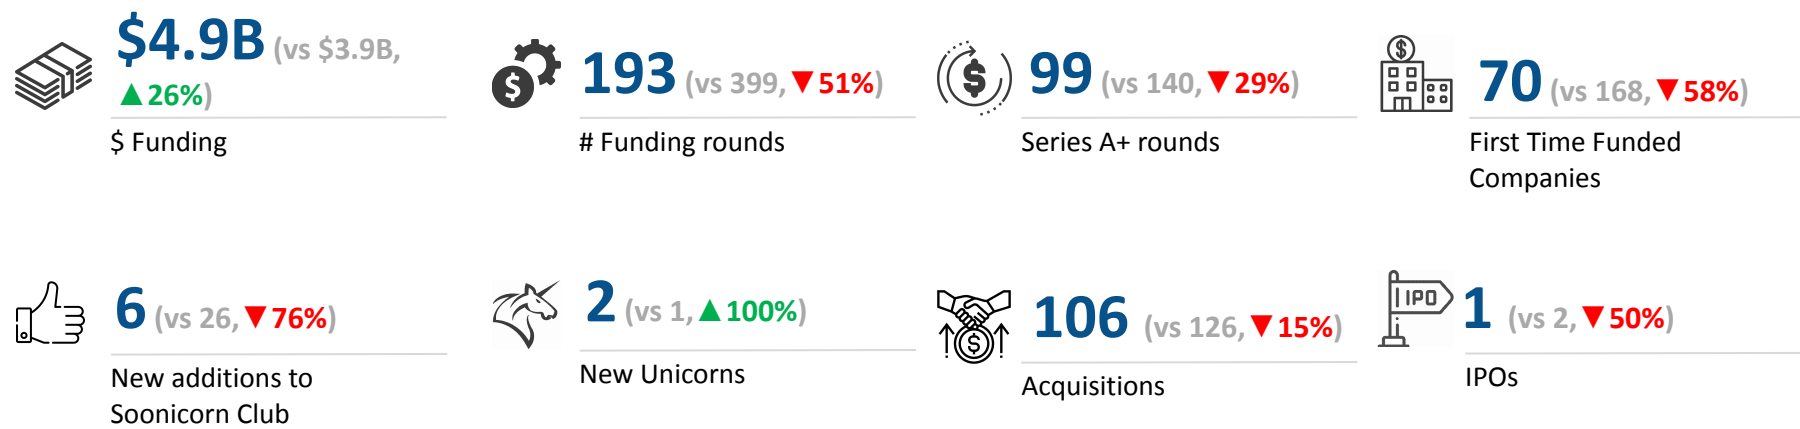 $4.9B (vs $3.9B,
▲26%)
$ Funding
193 (vs 399, ▼51%)
# Funding rounds
99 (vs 140, ▼29%)
Series A+ rounds
70 (vs 168, ▼58%)
First Time Funded
Companies
6 (vs 26, ▼76%)
New additions to
Soonicorn Club
2 (vs 1, ▲100%)
New Unicorns
106 (vs 126, ▼15%)
Acquisitions
IPO
1 (vs 2, ▼50%)
IPOs